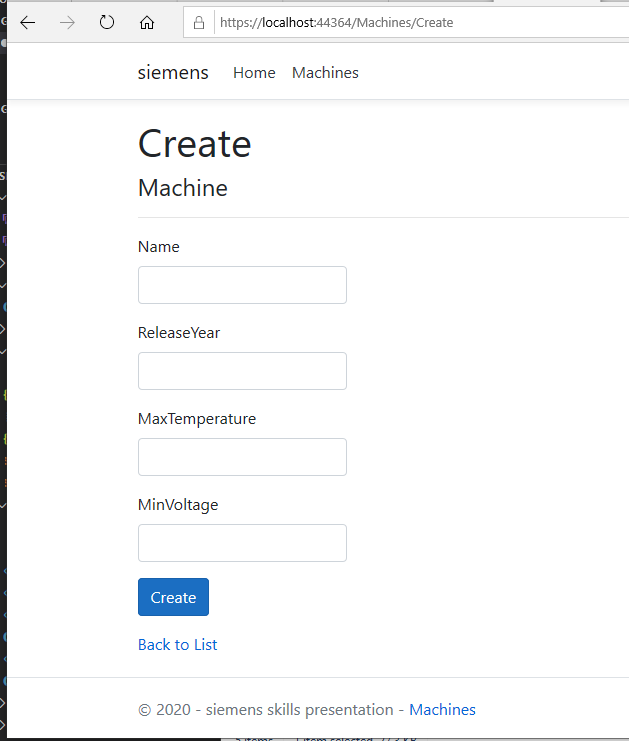 https://localhost:44364/Machines/Create
siemens Home Machines
Create
Machine
Name
ReleaseYear
MaxTemperature
MinVoltage
Create
Back to List
© 2020 - siemens skills presentation - Machines